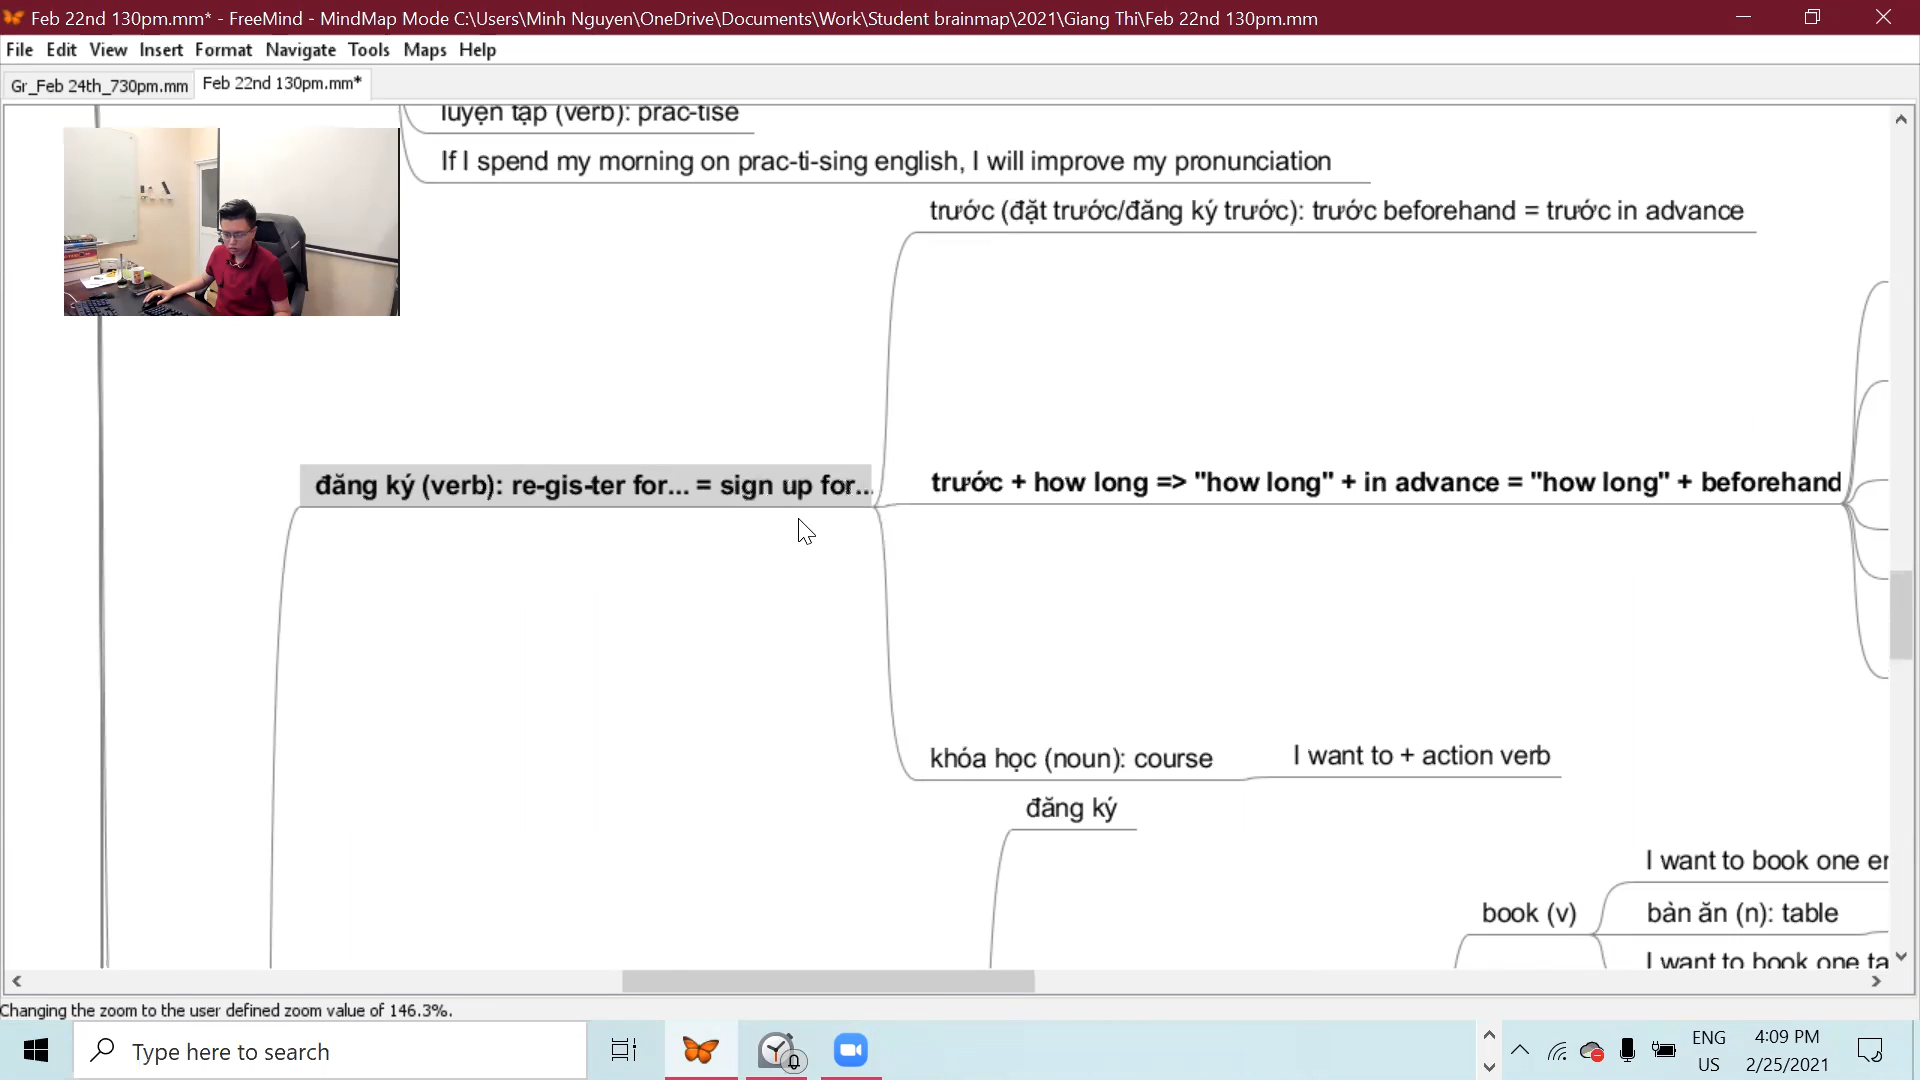 Feb 22nd 130pm.mm* - FreeMind - MindMap Mode C:\Users\Minh Nguyen\OneDrive\Documents\Work\Student brainmap\2021\Giang Thi\Feb 22nd 130pm.mm
File Edit View Insert Format Navigate Tools Maps Help
Gr_Feb 24th_730pm.mm Feb 22nd 130pm.mm*
luyện tập (verb): prac-tise
If I spend my morning on prac-ti-sing english, I will improve my pronunciation
trước (đặt trước/đăng ký trước): trước beforehand = trước in advance
đăng ký (verb): re-gis-ter for... = sign up for...
trước + how long => "how long" + in advance = "how long" + beforehand
khóa học (noun): course
I want to + action verb
đăng ký
I want to book one
book (v)
bàn ăn (n): table
I want to book one
Changing the zoom to the user defined zoom value of 146.3%.
Type here to search
ENG
US
4:09 PM
2/25/2021